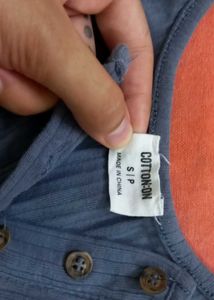 COTTON:ON
S | P
MADE IN
CHINA